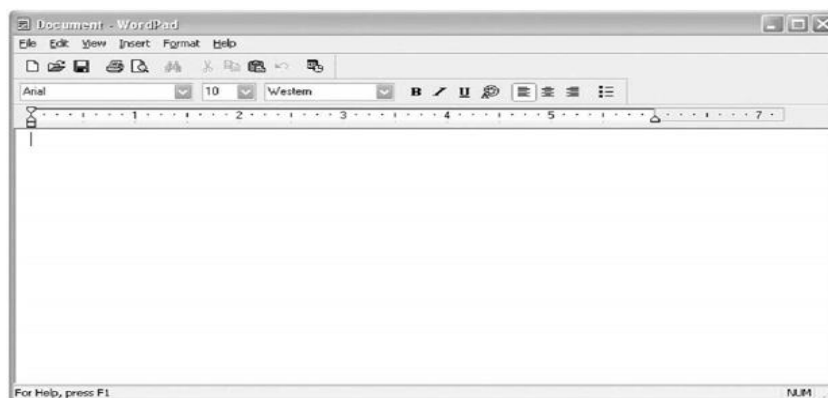 Document - WordPad
File Edit View Insert Format Help
Arial 10 Western B I U
1 2 3 4 5 7
For Help, press F1 NUM